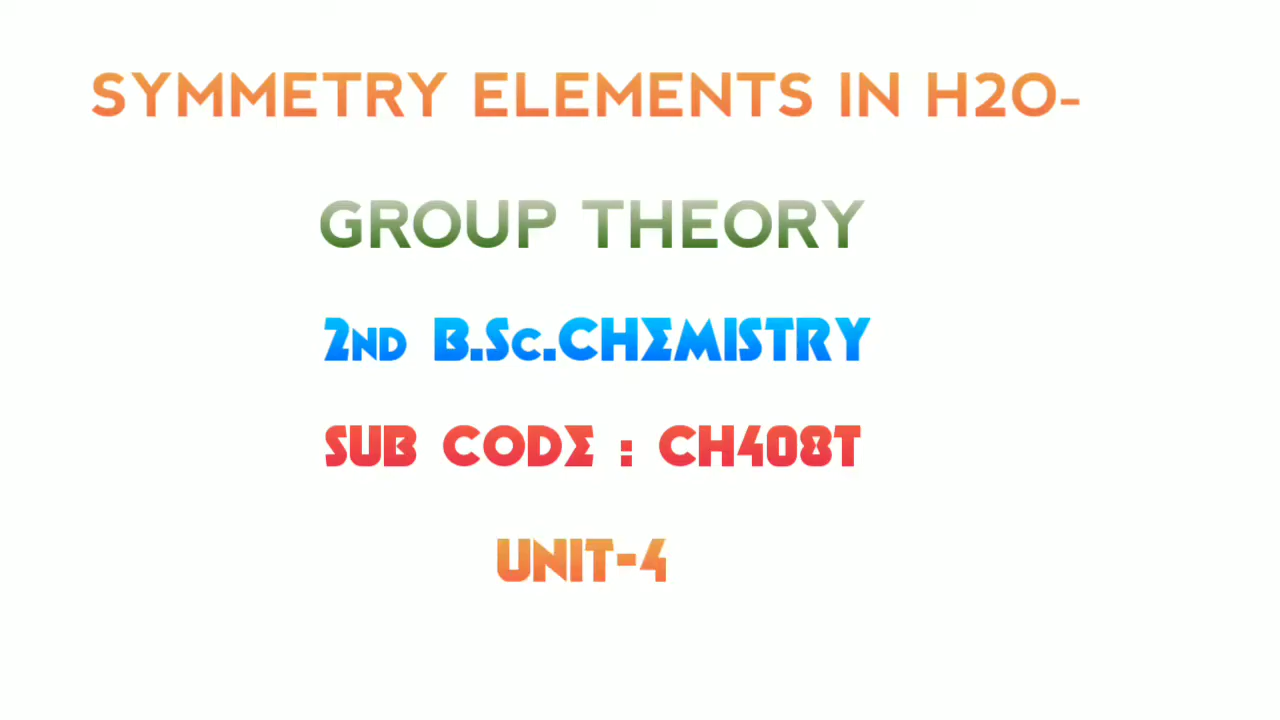 SYMMETRY ELEMENTS IN H2O-
GROUP THEORY
2ND B.Sc.CHEMISTRY
SUB CODE : CH408T
UNIT-4